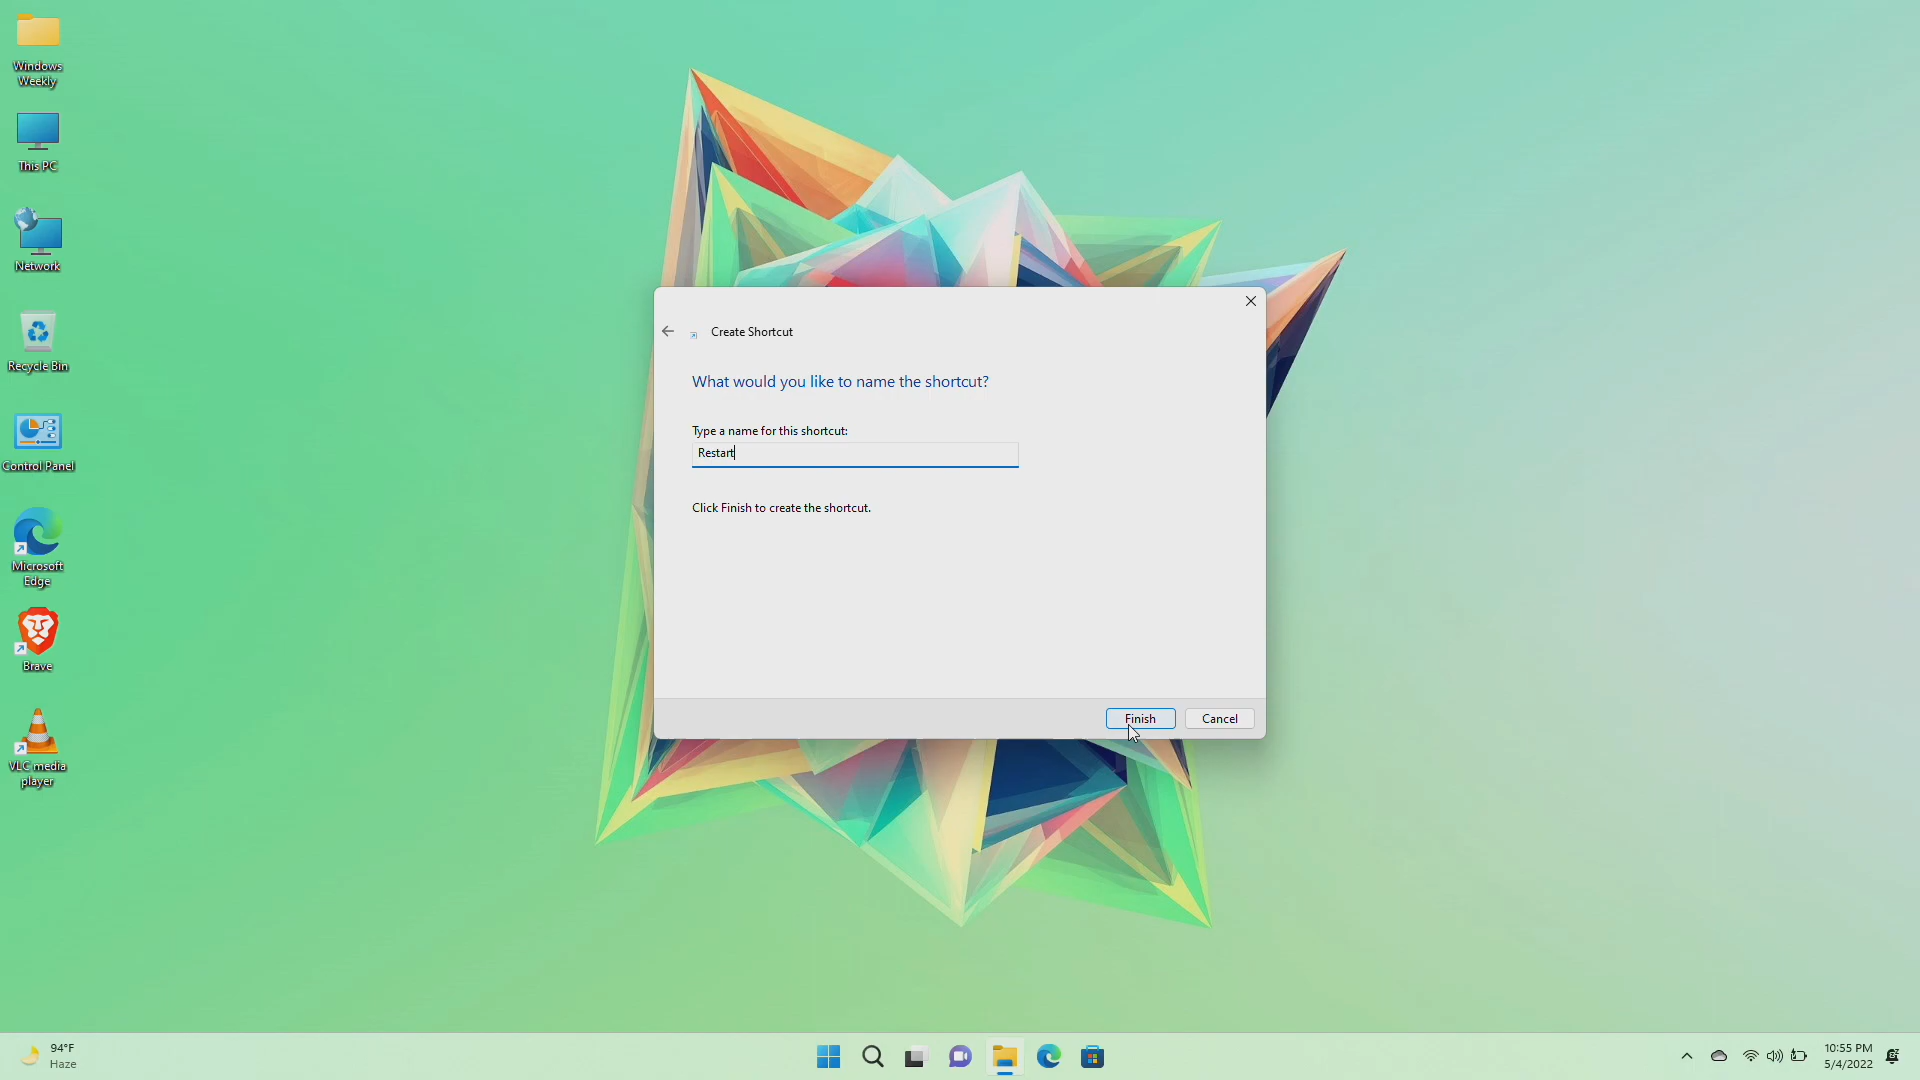 Windows
Weekly
This PC
Network
Recycle Bin
Control Panel
Microsoft
Edge
Brave
VLC media
player
Create Shortcut
What would you like to name the shortcut?
Type a name for this shortcut:
Restart
Click Finish to create the shortcut.
Finish
Cancel
94°F
Haze
10:55 PM
5/4/2022